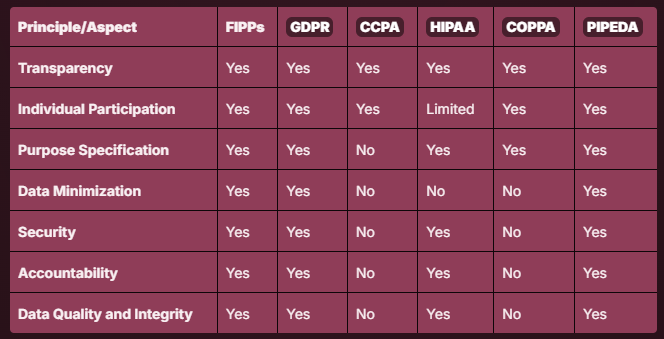 Principle/Aspect FIPPs GDPR CCPA HIPAA COPPA PIPEDA
Transparency Yes Yes Yes Yes Yes Yes
Individual Participation Yes Yes Yes Limited Yes Yes
Purpose Specification Yes Yes No Yes Yes Yes
Data Minimization Yes Yes No No No Yes
Security Yes Yes No Yes No Yes
Accountability Yes Yes No Yes No Yes
Data Quality and Integrity Yes Yes No Yes No Yes